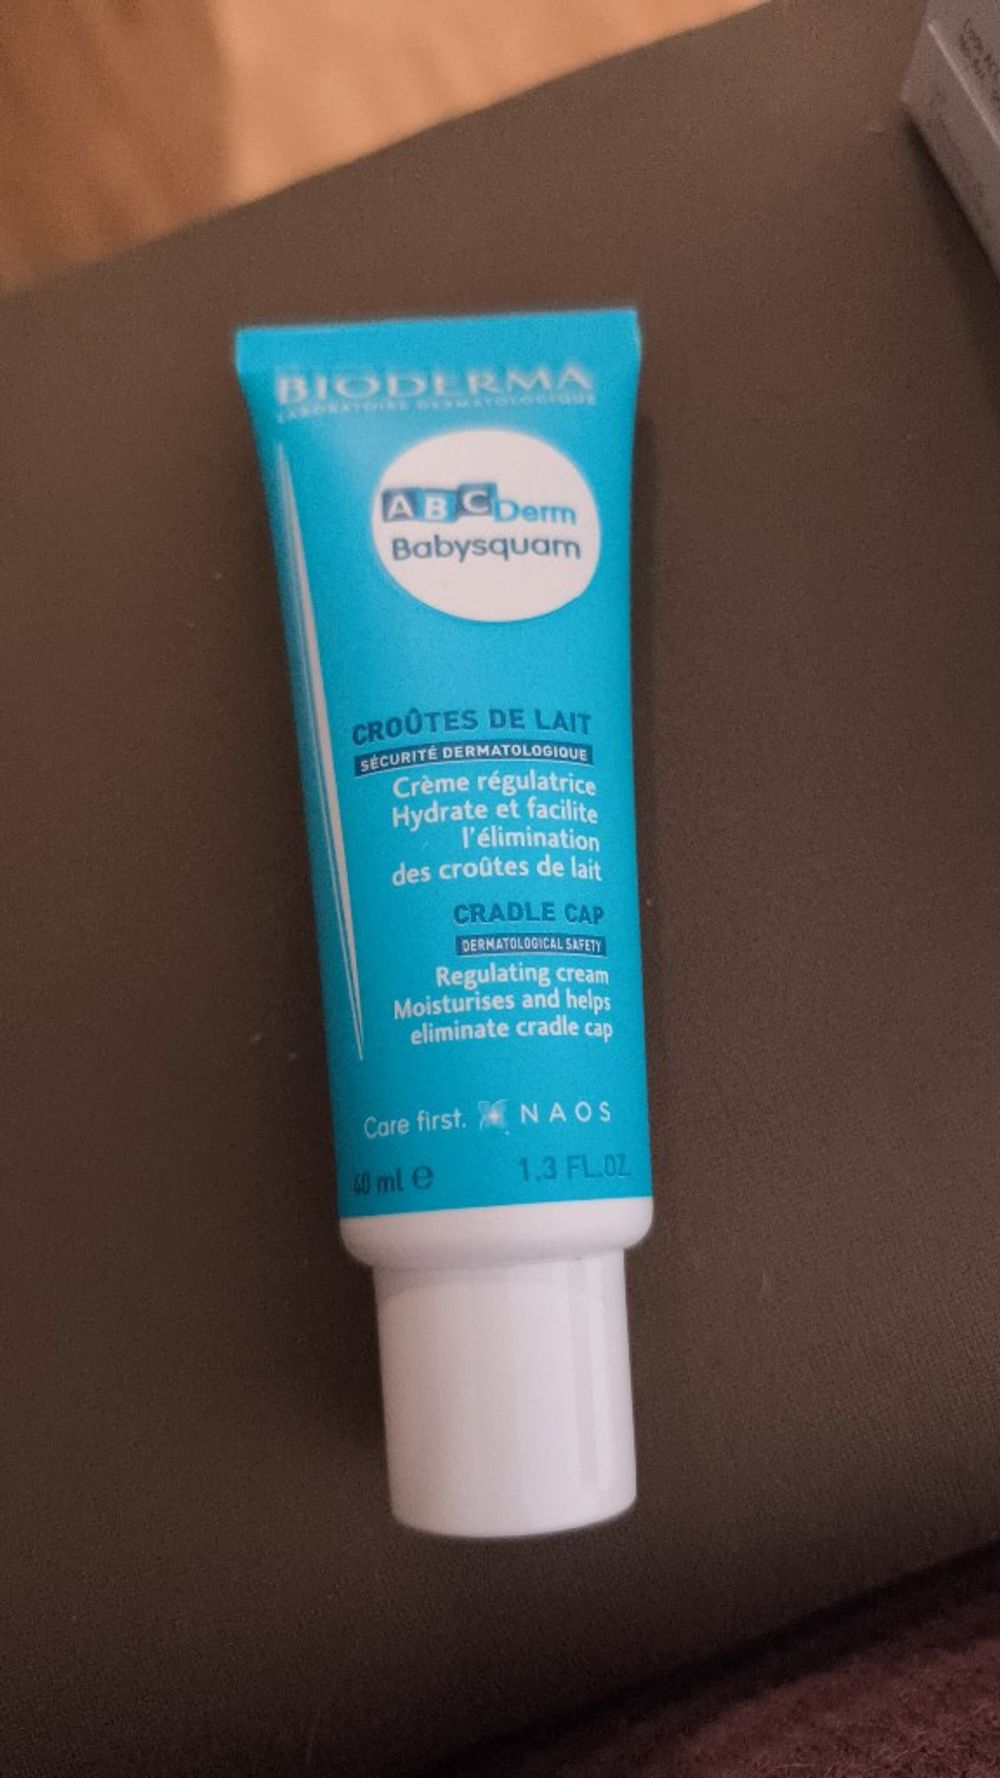 BIODERMA
LABORATOIRE DERMATOLOGIQUE
ABCDerm
Babysquam
CROÛTES DE LAIT
SÉCURITÉ DERMATOLOGIQUE
Crème régulatrice
Hydrate et facilite
l'élimination
des croûtes de lait
CRADLE CAP
DERMATOLOGICAL SAFETY
Regulating cream
Moisturises and helps
eliminate cradle cap
Care first. NAOS
40 ml e 1.3 FL.OZ.